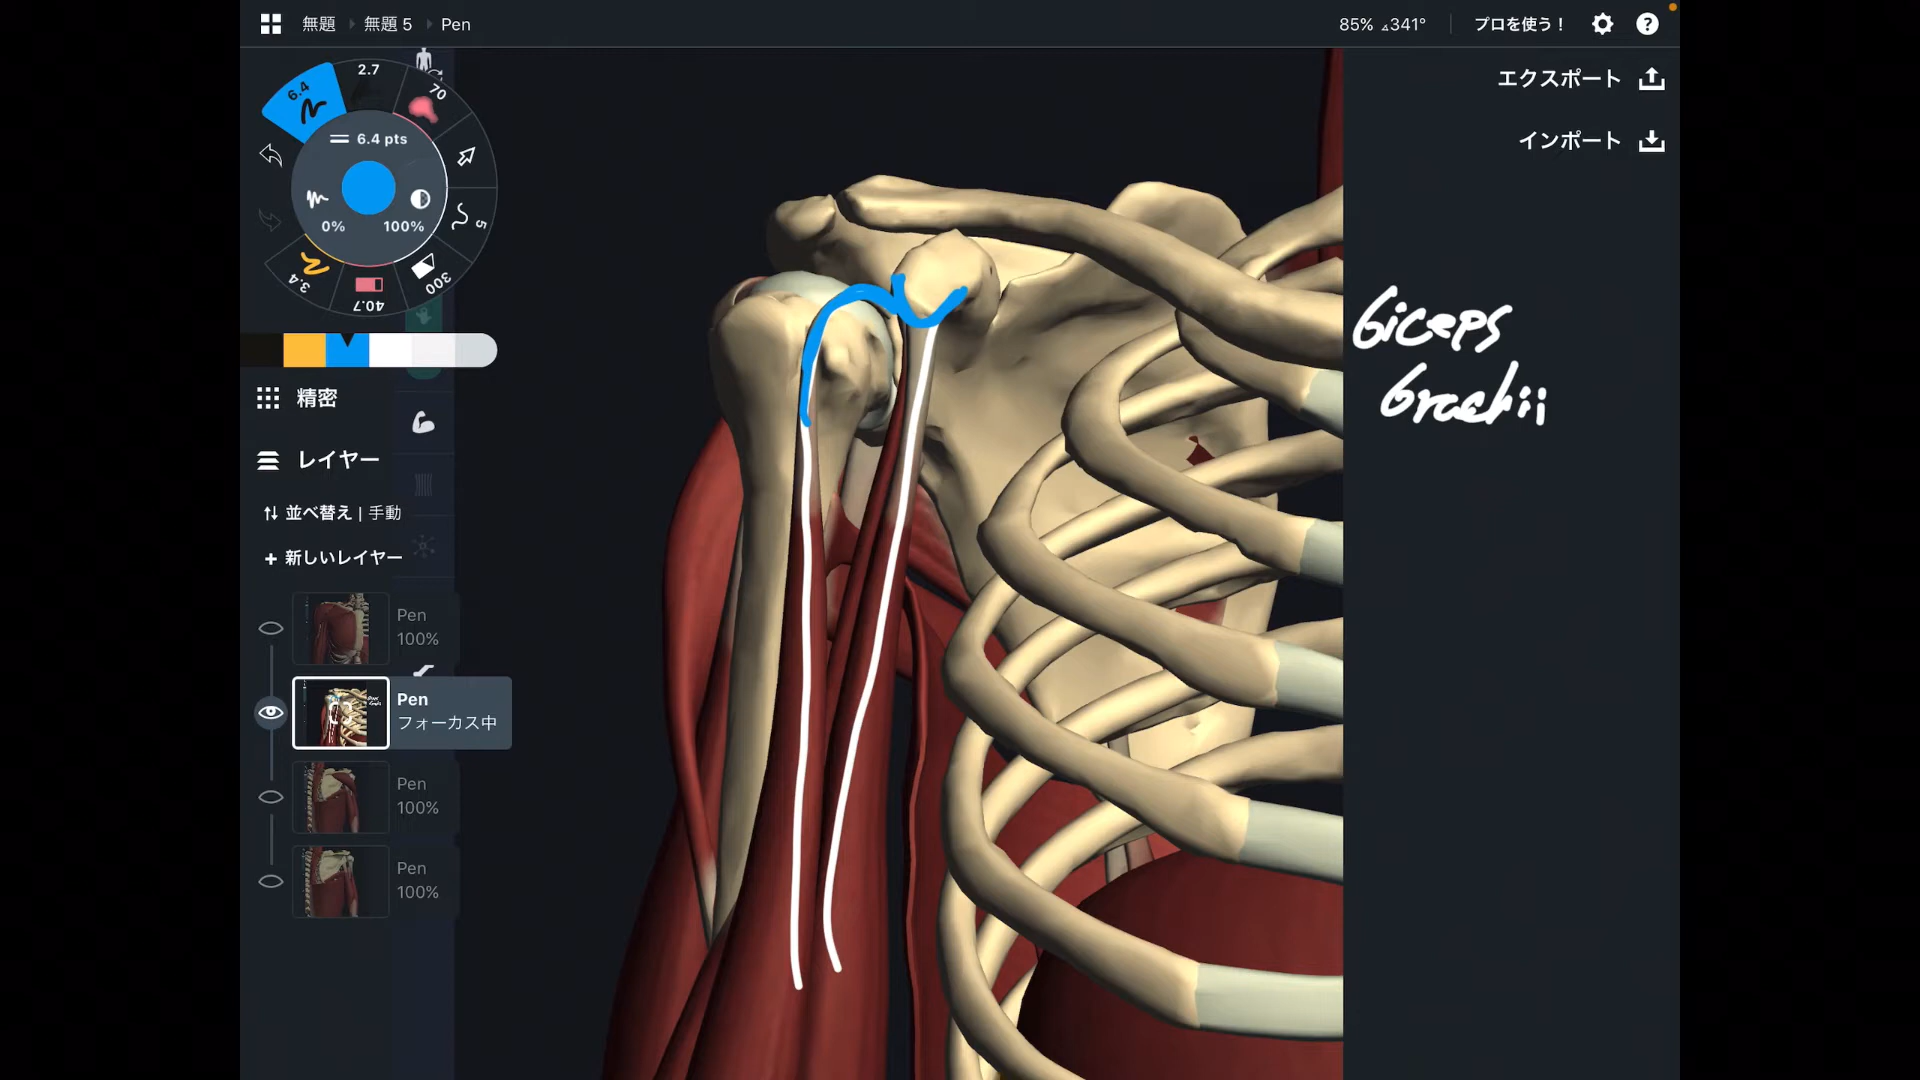 無題 無題 5 Pen
85% ⊿341°
プロを使う！
エクスポート
インポート
2.7
6.4
70
6.4 pts
0%
100%
5
3.4
40.7
300
精密
レイヤー
並べ替え | 手動
+ 新しいレイヤー
Pen
100%
Pen
フォーカス中
Pen
100%
Pen
100%
biceps
brachii